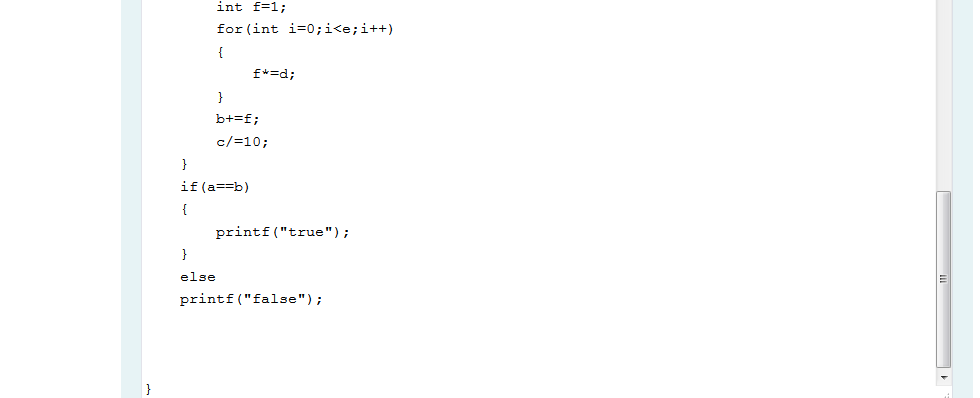 int f=1;
for(int i=0;i<e;i++)
{
f*=d;
}
b+=f;
c/=10;
}
if(a==b)
{
printf("true");
}
else
printf("false");
}